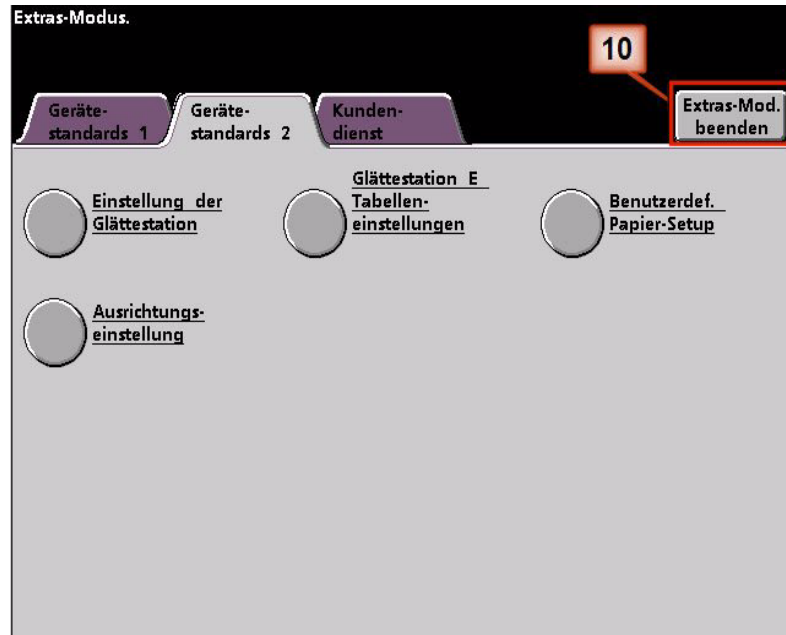 Extras-Modus.
10
Geräte-
standards 1
Geräte-
standards 2
Kunden-
dienst
Extras-Mod.
beenden
Einstellung der
Glättestation
Glättestation E
Tabellen-
einstellungen
Benutzerdef.
Papier-Setup
Ausrichtungs-
einstellung